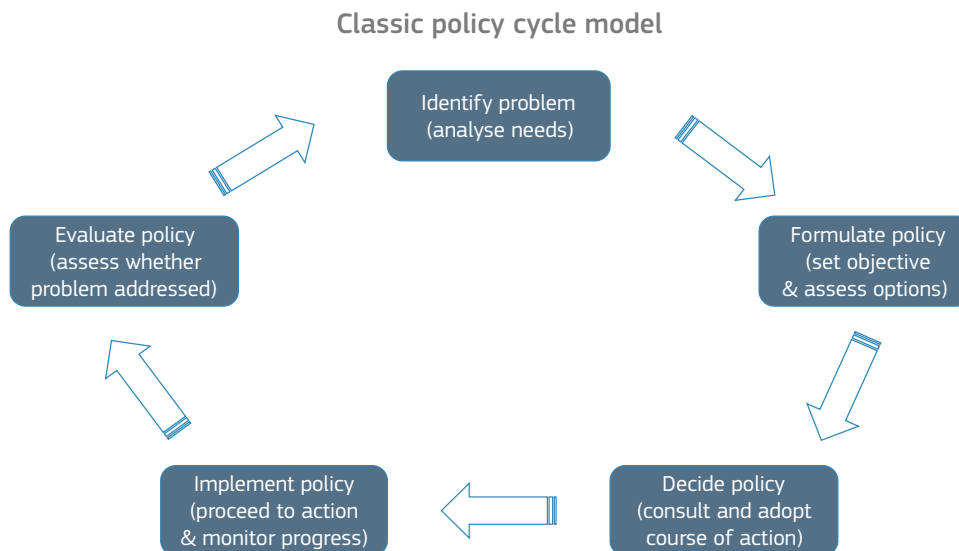 Classic policy cycle model
Identify problem
(analyse needs)
Formulate policy
(set objective
& assess options)
Decide policy
(consult and adopt
course of action)
Implement policy
(proceed to action
& monitor progress)
Evaluate policy
(assess whether
problem addressed)